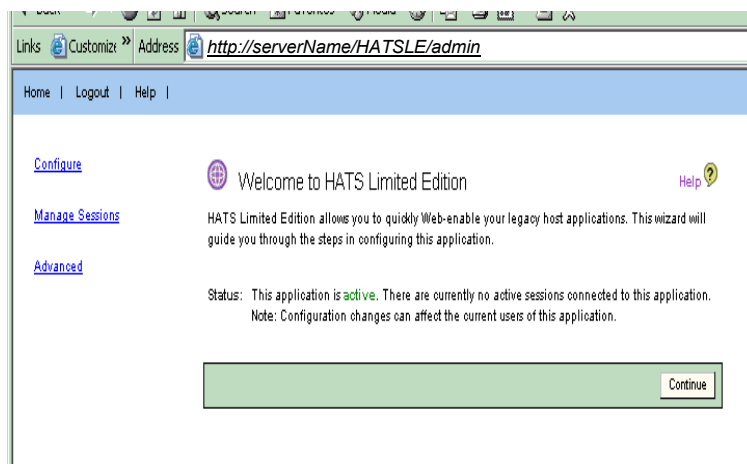 Links Customize » Address http://serverName/HATSLE/admin
Home | Logout | Help |
Configure
Manage Sessions
Advanced
Welcome to HATS Limited Edition
Help
HATS Limited Edition allows you to quickly Web-enable your legacy host applications. This wizard will
guide you through the steps in configuring this application.
Status: This application is active. There are currently no active sessions connected to this application.
Note: Configuration changes can affect the current users of this application.
Continue